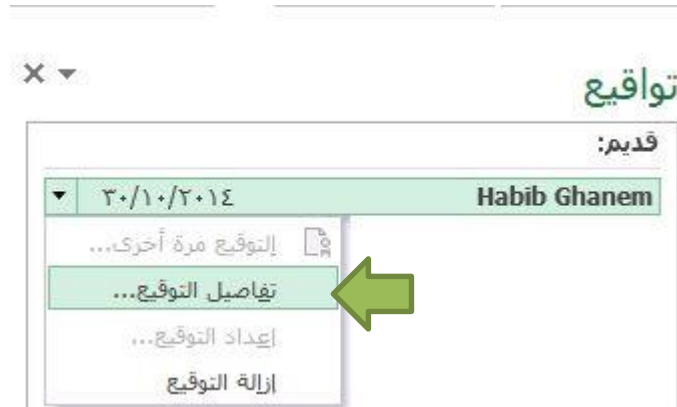 تواقيع
قديم:
Habib Ghanem ٣٠/١٠/٢٠١٤
التوقيع مرة أخرى...
تفاصيل التوقيع...
إعداد التوقيع...
إزالة التوقيع